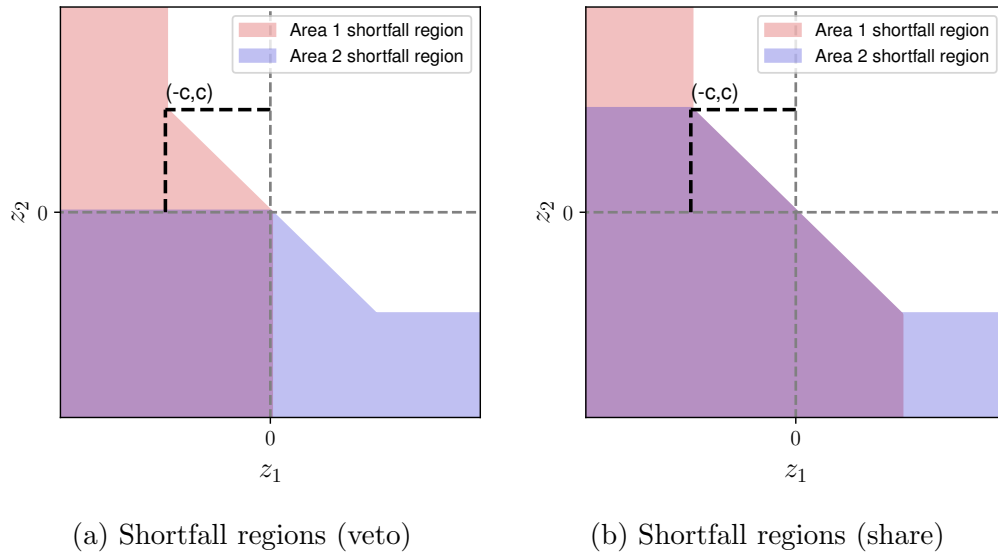 Area 1 shortfall region
Area 2 shortfall region
(-c,c)
z₂
0
0
z₁
(a) Shortfall regions (veto)
Area 1 shortfall region
Area 2 shortfall region
(-c,c)
z₂
0
0
z₁
(b) Shortfall regions (share)